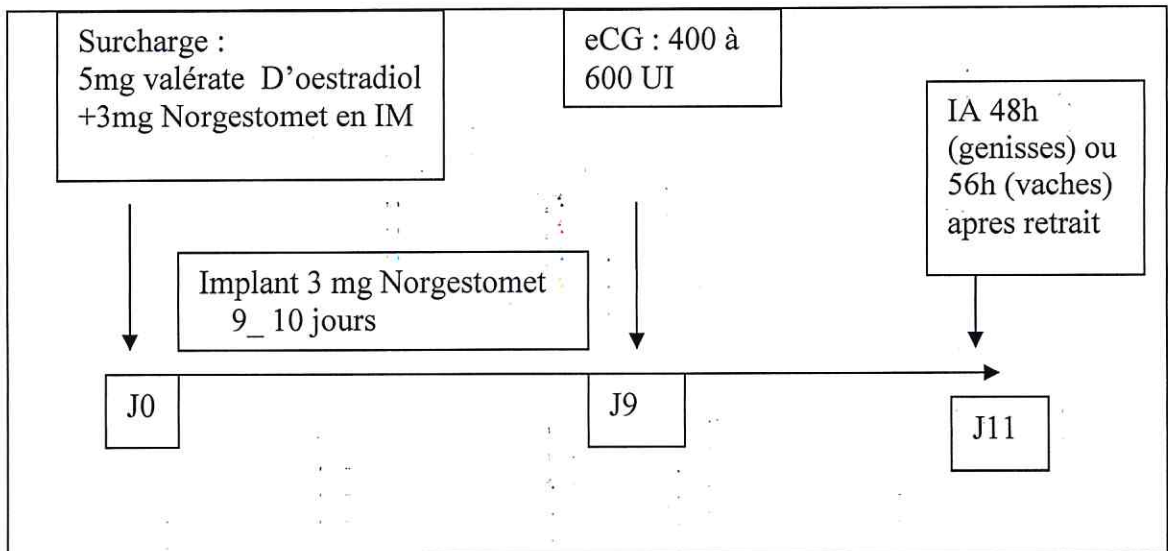 Surcharge :
5mg valérate D’oestradiol
+3mg Norgestomet en IM
eCG : 400 à
600 UI
IA 48h
(genisses) ou
56h (vaches)
apres retrait
Implant 3 mg Norgestomet
9_ 10 jours
J0
J9
J11